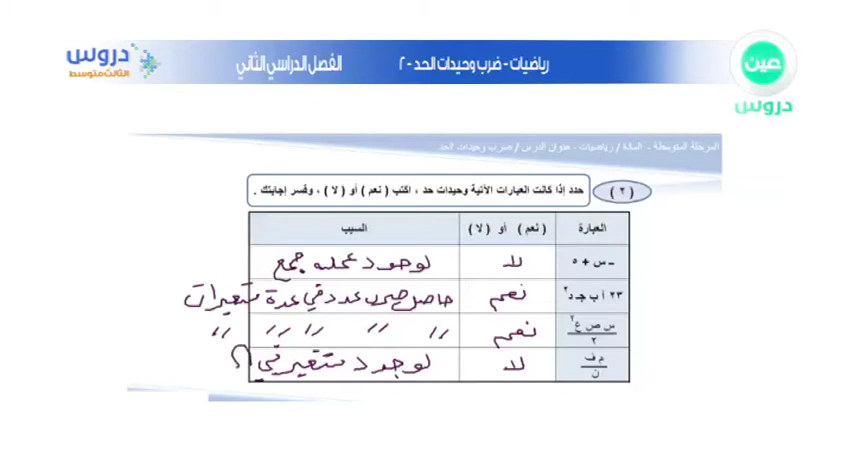 دروس
الثالث متوسط
الفصل الدراسي الثاني
رياضيات - ضرب وحيدات الحد -٢
عين
دروس
المرحلة المتوسطة - المادة / رياضيات - عنوان الدرس / ضرب وحيدات الحد
(٢) حدد إذا كانت العبارات الآتية وحيدات حد ، اكتب ( نعم ) أو ( لا ) ، وفسر إجابتك .
العبارة ( نعم ) أو ( لا ) السبب
- س + ٥ لا لوجود عمليه جمع
٢٣ أ ب جـ د٢ نعم حاصل ضرب عدد في عدة متغيرات
س ص ع٢ / ٢ نعم ,, ,, ,, ,, ,,
م ف / ن لا لوجود متغير في